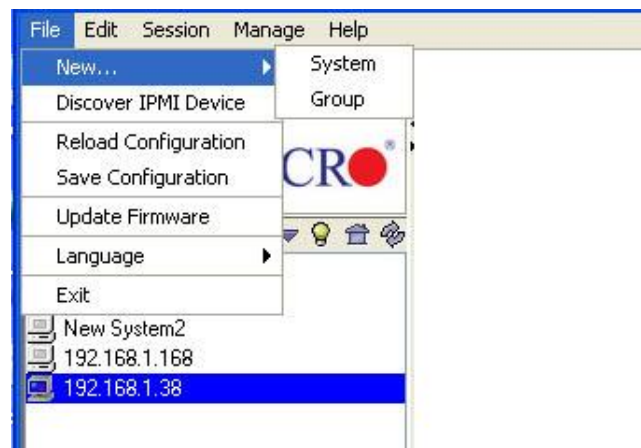 File Edit Session Manage Help
New... System
Discover IPMI Device Group
Reload Configuration
Save Configuration
CRO®
Update Firmware
Language
Exit
New System2
192.168.1.168
192.168.1.38